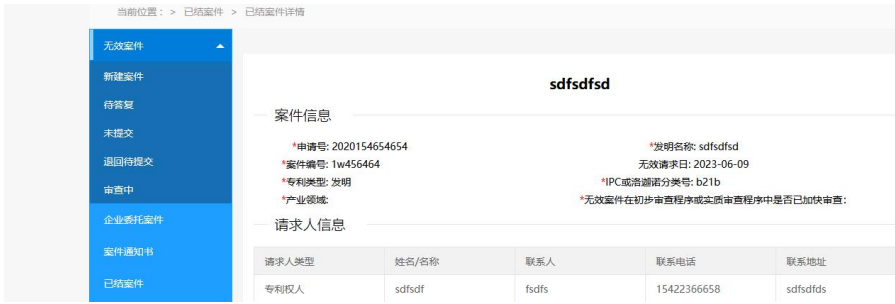 当前位置： > 已结案件 > 已结案件详情
无效案件
新建案件
待答复
未提交
退回待提交
审查中
企业委托案件
案件通知书
已结案件
sdfsdfsd
案件信息
*申请号: 2020154654654 *发明名称: sdfsdfsd
*案件编号: 1w456464 无效请求日: 2023-06-09
*专利类型: 发明 *IPC或洛迦诺分类号: b21b
*产业领域: *无效案件在初步审查程序或实质审查程序中是否已加快审查:
请求人信息
请求人类型 姓名/名称 联系人 联系电话 联系地址
专利权人 sdfsdf fsdfs 15422366658 sdfsdfds